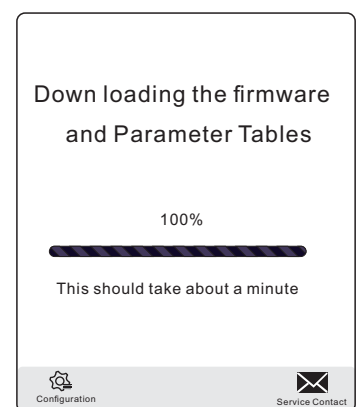 Down loading the firmware
and Parameter Tables
100%
This should take about a minute
Configuration
Service Contact